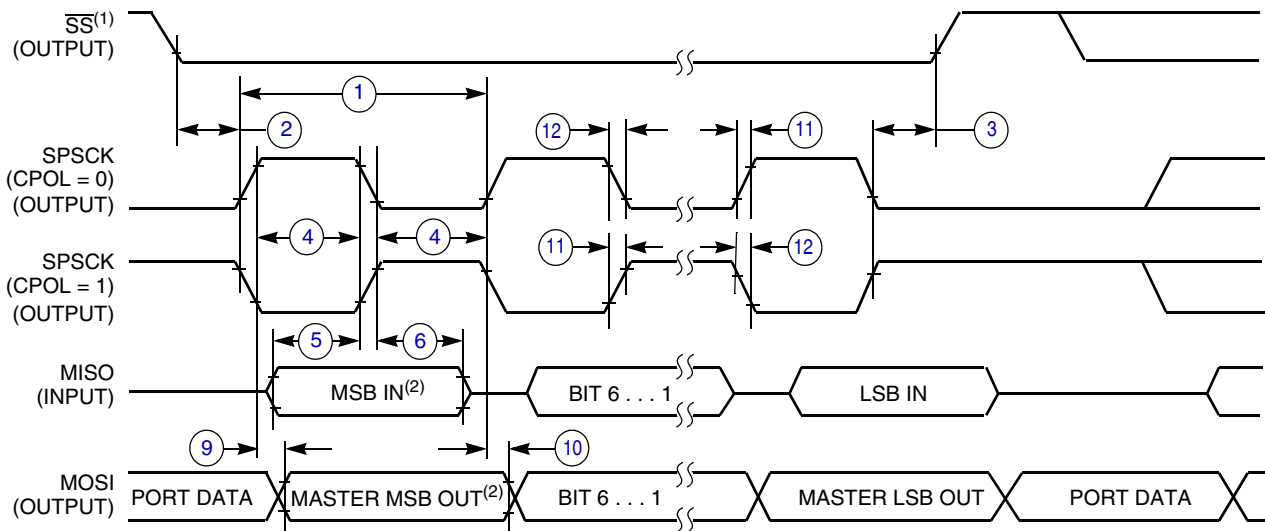 SS(1)
(OUTPUT)
1
2
12
11
3
SPSCK
(CPOL = 0)
(OUTPUT)
4
4
11
12
SPSCK
(CPOL = 1)
(OUTPUT)
5
6
MISO
(INPUT)
MSB IN(2)
BIT 6 . . . 1
LSB IN
9
10
MOSI
(OUTPUT)
PORT DATA
MASTER MSB OUT(2)
BIT 6 . . . 1
MASTER LSB OUT
PORT DATA